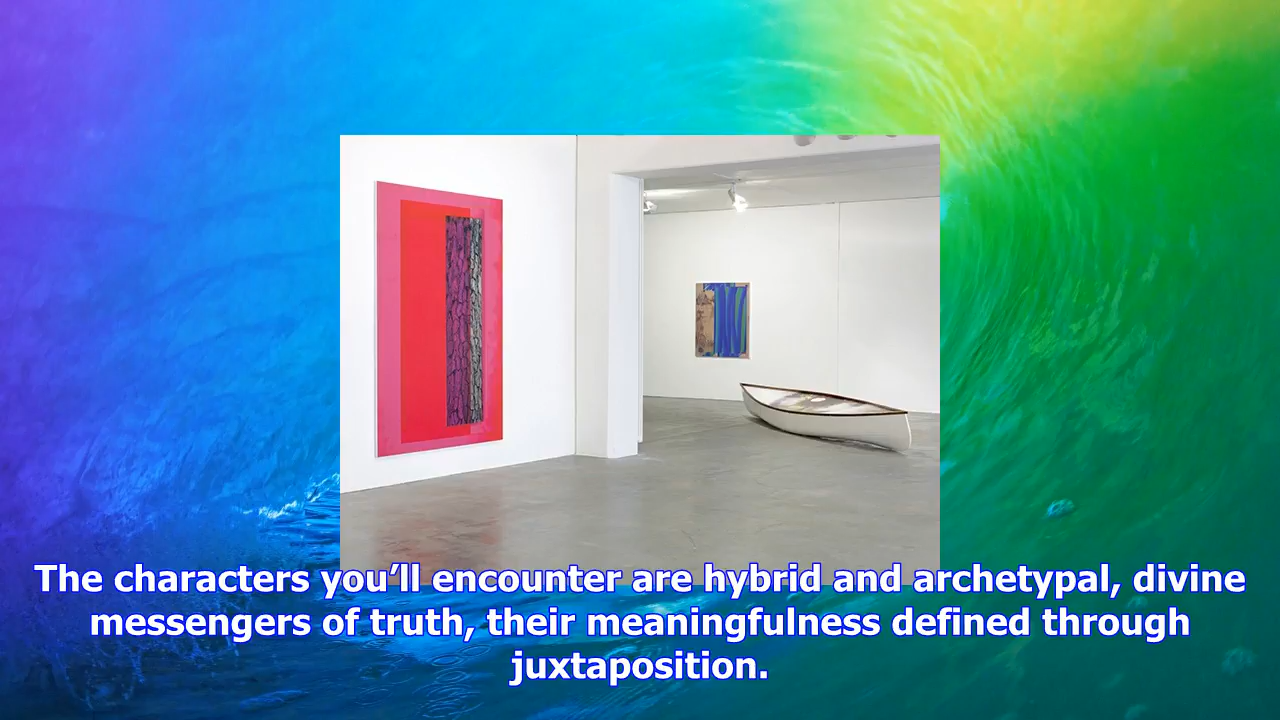 The characters you’ll encounter are hybrid and archetypal, divine
messengers of truth, their meaningfulness defined through
juxtaposition.